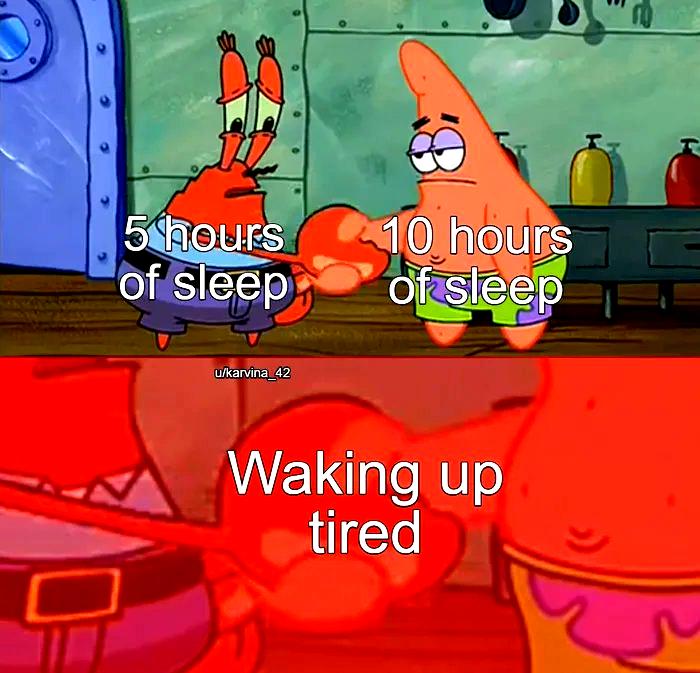 5 hours
of sleep
10 hours
of sleep
u/karvina_42
Waking up
tired